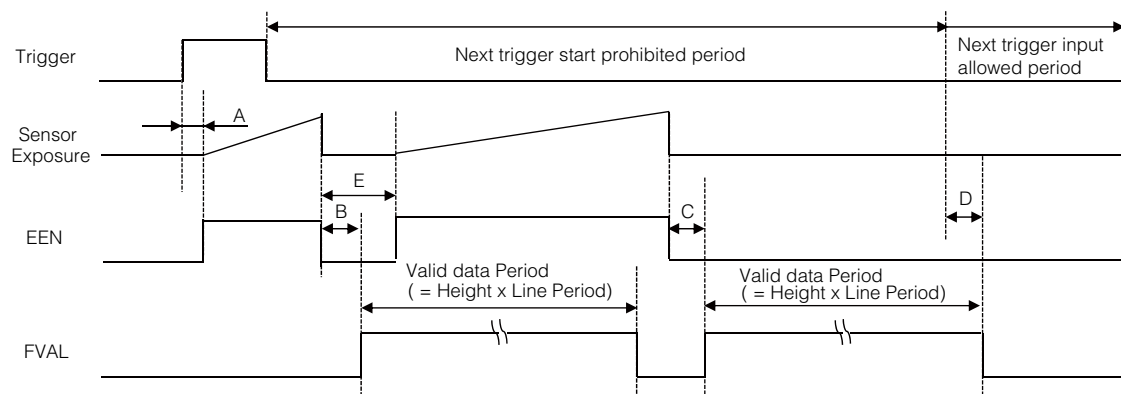 Trigger
Next trigger start prohibited period
Next trigger input
allowed period
Sensor
Exposure
A
E
EEN
B
C
D
Valid data Period
( = Height x Line Period)
Valid data Period
( = Height x Line Period)
FVAL